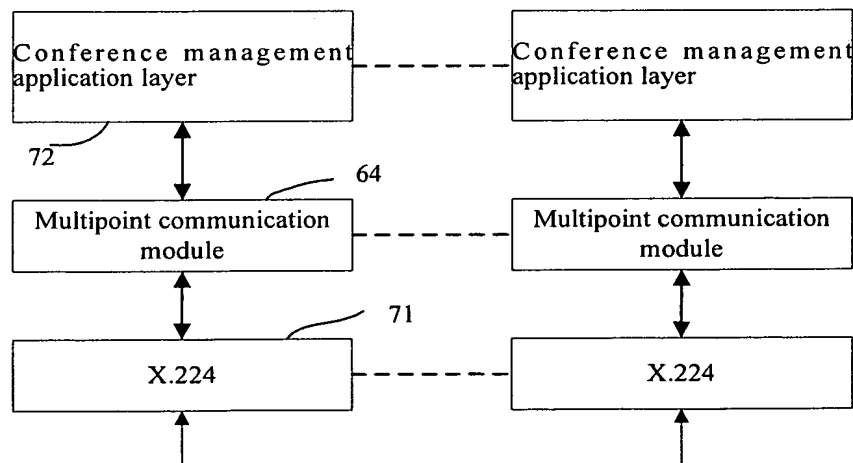 Conference management
application layer
Conference management
application layer
72
64
Multipoint communication
module
Multipoint communication
module
71
X.224
X.224